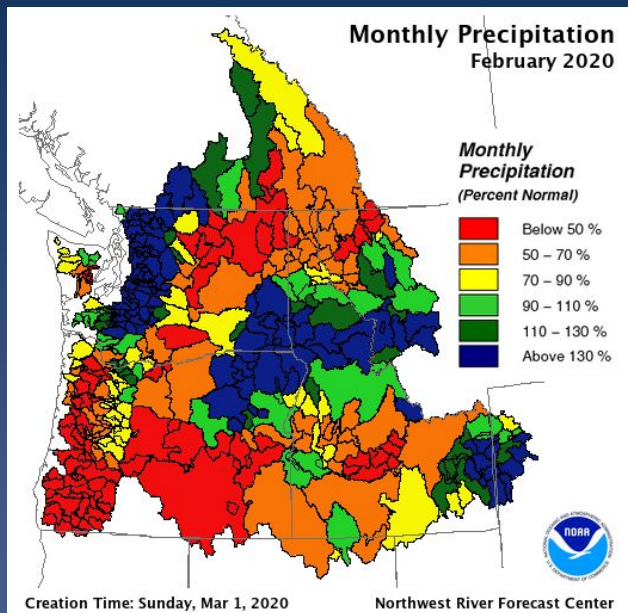 Monthly Precipitation
February 2020
Monthly
Precipitation
(Percent Normal)
Below 50 %
50 – 70 %
70 – 90 %
90 – 110 %
110 – 130 %
Above 130 %
NOAA
Creation Time: Sunday, Mar 1, 2020
Northwest River Forecast Center